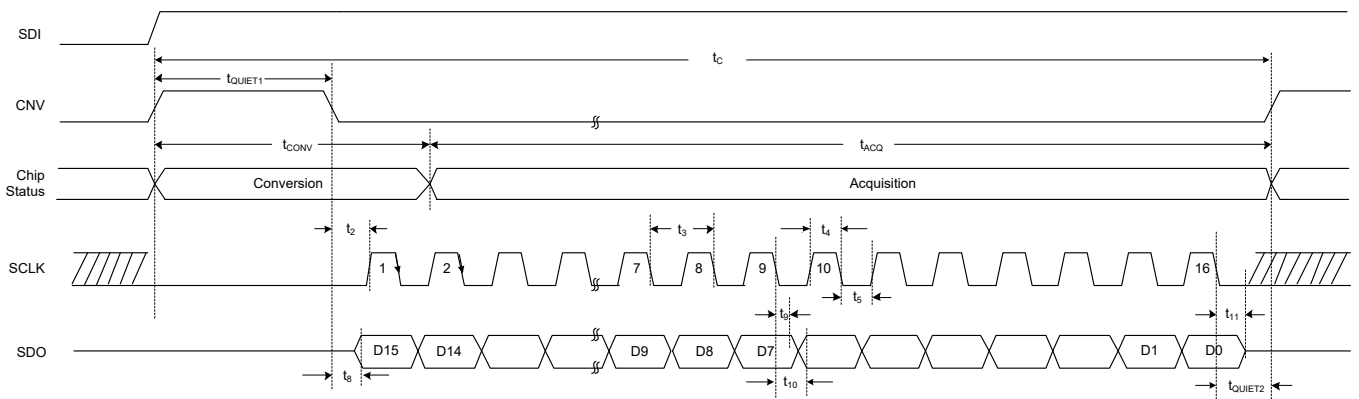 SDI
tC
tQUIET1
CNV
tCONV
tACQ
Chip
Status
Conversion
Acquisition
t2
t3
t4
SCLK
1
2
7
8
9
10
16
t5
t9
t11
SDO
D15
D14
D9
D8
D7
D1
D0
t8
t10
tQUIET2